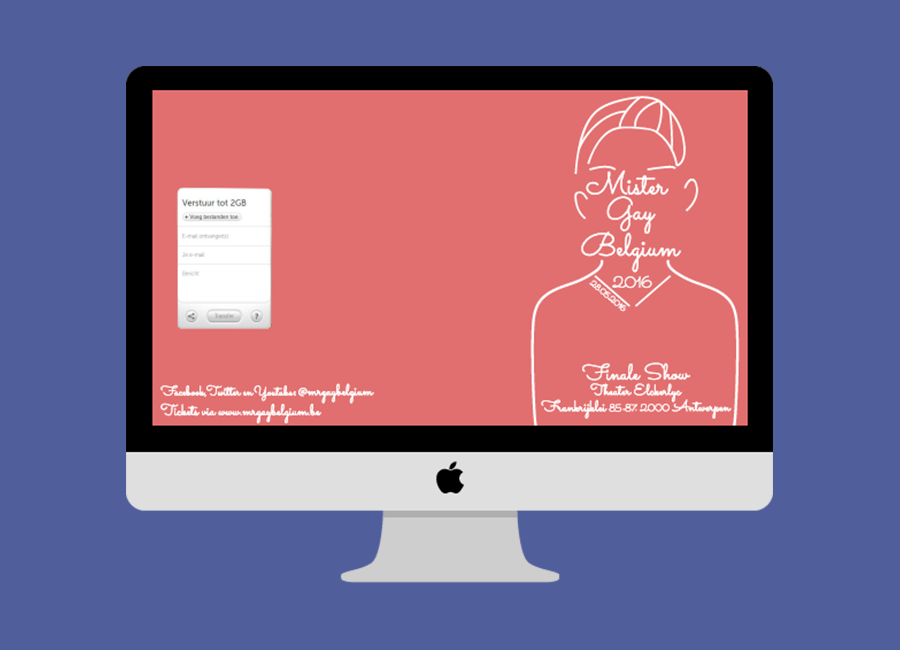 Verstuur tot 2GB
+ Voeg bestanden toe
E-mail ontvanger(s)
Je e-mail
Bericht
Transfer
?
Mister
Gay
Belgium
2016
28.05.2016
Finale Show
Theater Elckerlyc
Frankrijklei 85-87. 2000 Antwerpen
Facebook, Twitter en Youtube: @mrgaybelgium
Tickets via www.mrgaybelgium.be